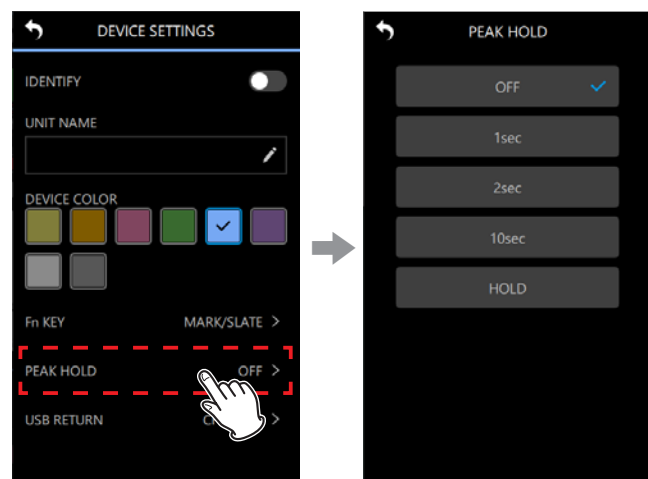 DEVICE SETTINGS
IDENTIFY
UNIT NAME
DEVICE COLOR
Fn KEY MARK/SLATE >
PEAK HOLD OFF >
USB RETURN >
PEAK HOLD
OFF
1sec
2sec
10sec
HOLD